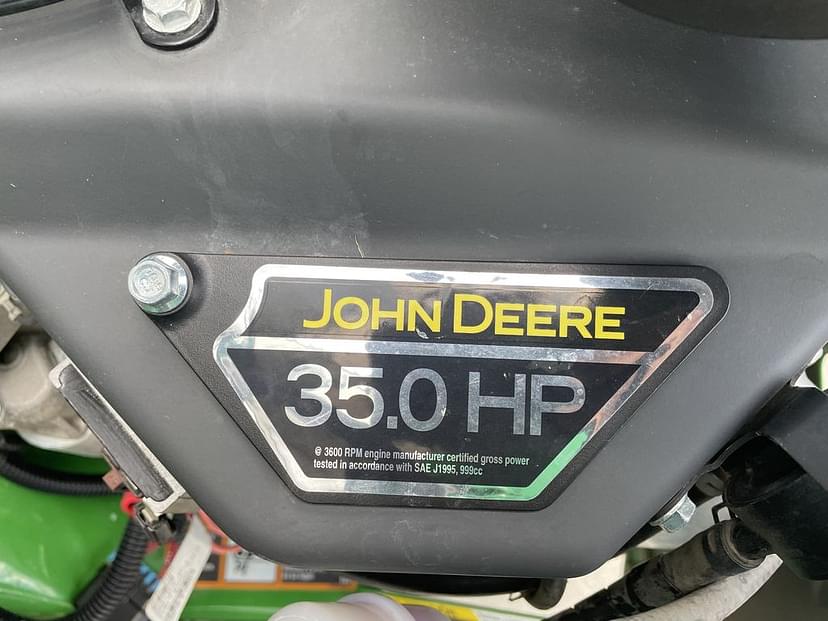 JOHN DEERE
35.0 HP
@ 3600 RPM engine manufacturer certified gross power
tested in accordance with SAE J1995, 999cc